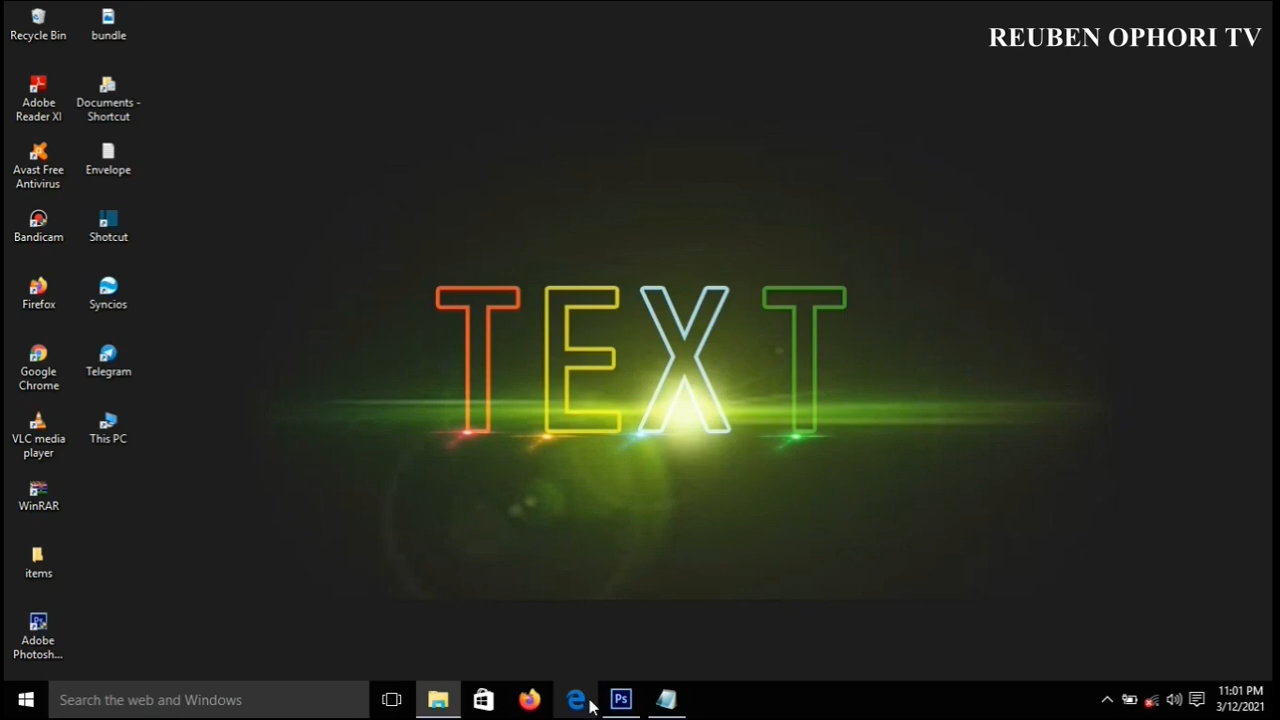 REUBEN OPHORI TV
Recycle Bin
bundle
Adobe
Reader XI
Documents -
Shortcut
Avast Free
Antivirus
Envelope
Bandicam
Shotcut
Firefox
Syncios
Google
Chrome
Telegram
VLC media
player
This PC
WinRAR
items
Ps
Adobe
Photosh...
TEXT
Search the web and Windows
Ps
11:01 PM
3/12/2021